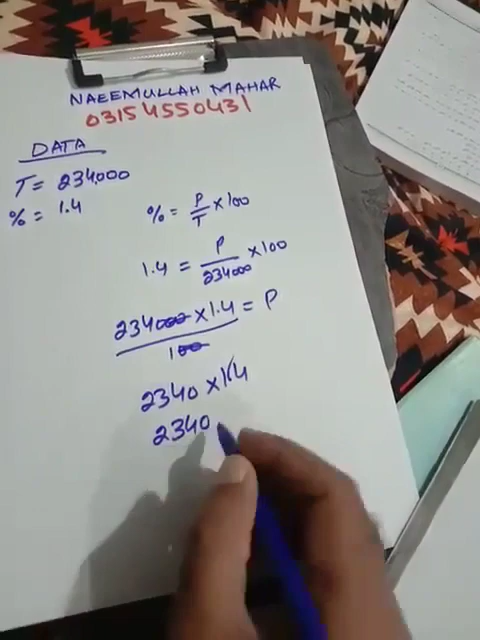 NAEEMULLAH MAHAR
03154550431
DATA
T = 234,000
% = 1.4
% = P/T × 100
1.4 = P/234000 × 100
234000 × 1.4 / 100 = P
2340 × 1.4
2340